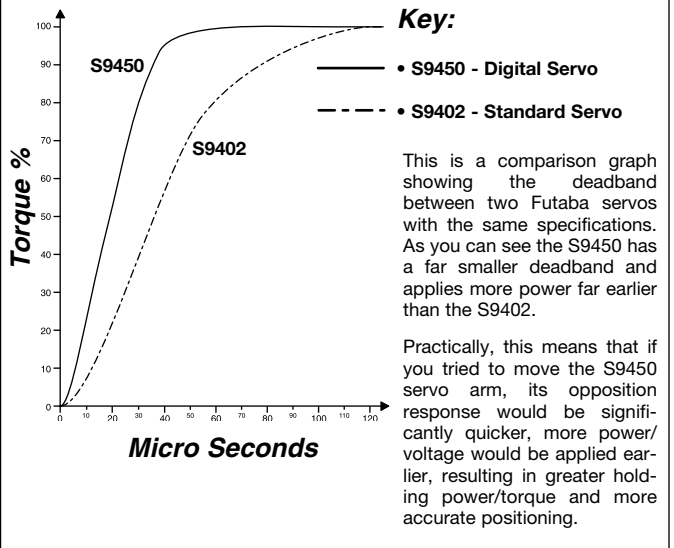 Key:
• S9450 - Digital Servo
• S9402 - Standard Servo
Torque %
100
90
80
70
60
50
40
30
20
10
0
S9450
S9402
0 10 20 30 40 50 60 70 80 90 100 110 120
Micro Seconds
This is a comparison graph
showing the deadband
between two Futaba servos
with the same specifications.
As you can see the S9450 has
a far smaller deadband and
applies more power far earlier
than the S9402.
Practically, this means that if
you tried to move the S9450
servo arm, its opposition
response would be signifi-
cantly quicker, more power/
voltage would be applied ear-
lier, resulting in greater hold-
ing power/torque and more
accurate positioning.